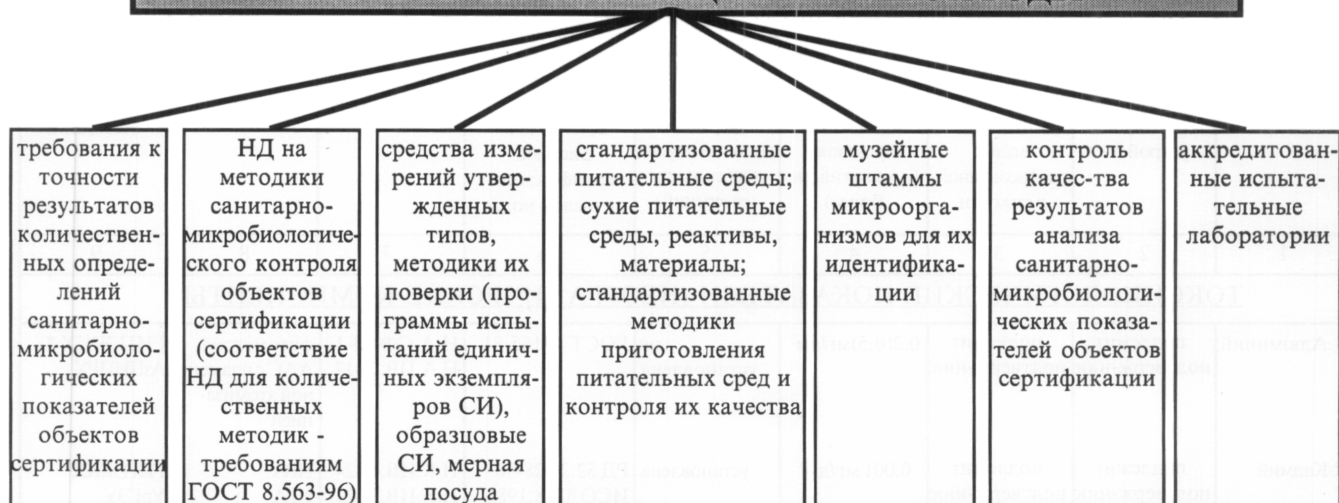 требования к
точности
результатов
количествен-
ных опреде-
лений
санитарно-
микробиоло-
гических
показателей
объектов
сертификации
НД на
методики
санитарно-
микробиологиче-
ского контроля
объектов
сертификации
(соответствие
НД для количе-
ственных
методик -
требованиям
ГОСТ 8.563-96)
средства изме-
рений утвер-
жденных
типов,
методики их
поверки (про-
граммы испы-
таний единич-
ных экземпля-
ров СИ),
образцовые
СИ, мерная
посуда
стандартизованные
питательные среды;
сухие птательные
среды, реактивы,
материалы;
стандартизованные
методики
приготовления
питательных сред и
контроля их качества
музейные
штаммы
микроорга-
низмов для их
идентифика-
ции
контроль
качес-тва
результатов
анализа
санитарно-
микробиологи-
ческих показа-
телей объектов
сертификации
аккредитован-
ные испыта-
тельные
лаборатории